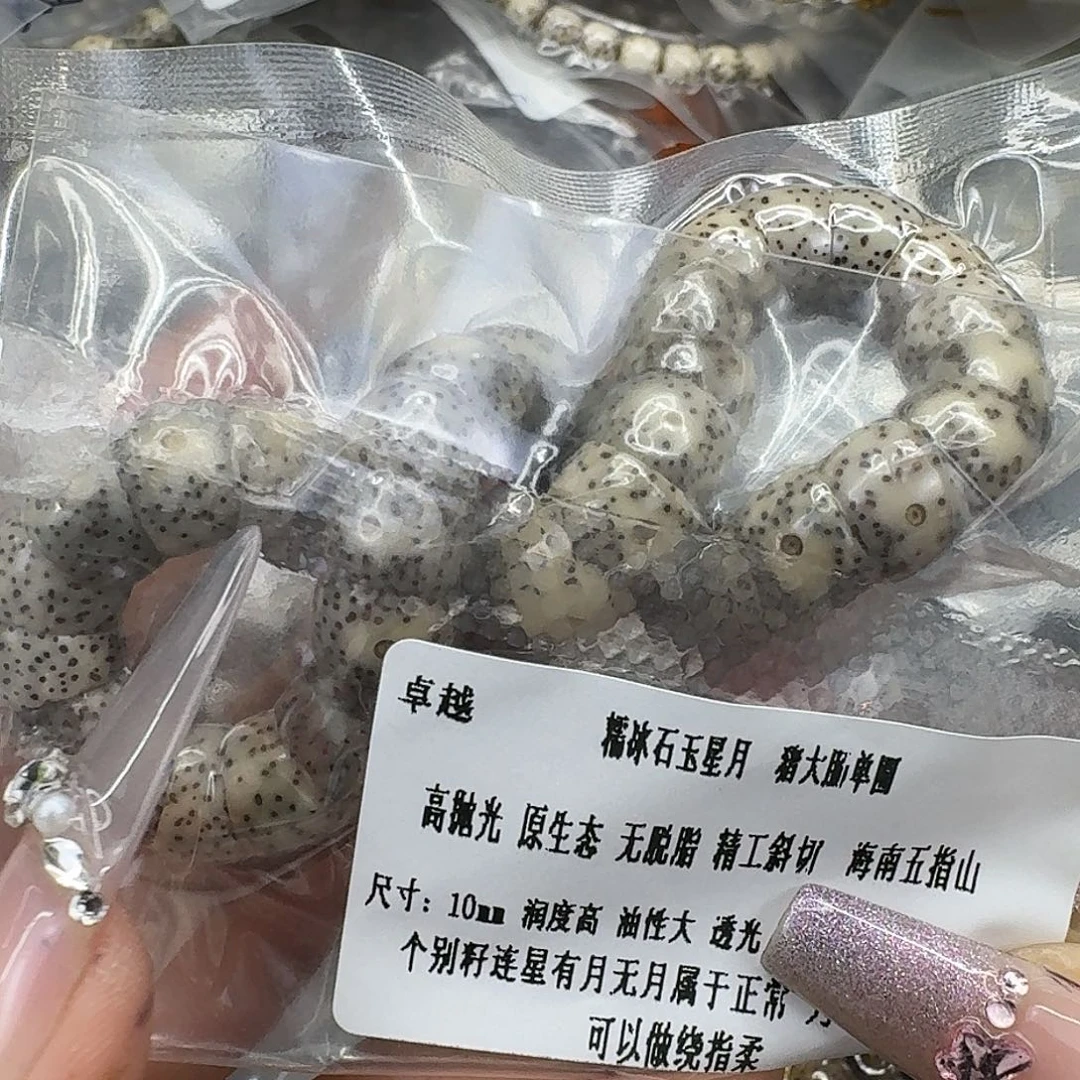 卓越
糯冰石玉星月 猪大肠单圈
高抛光 原生态 无脱脂 精工斜切 海南五指山
尺寸：10mm 润度高 油性大 透光
个别籽连星有月无月属于正常
可以做绕指柔